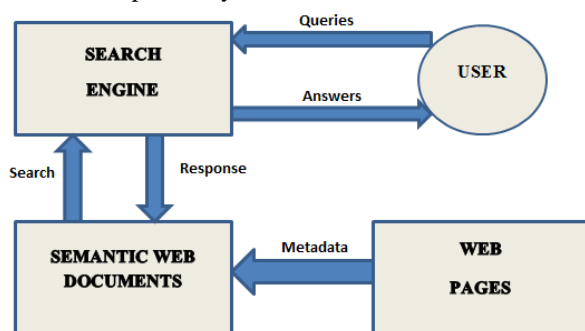 Queries
SEARCH
ENGINE
USER
Answers
Search
Response
SEMANTIC WEB
DOCUMENTS
Metadata
WEB
PAGES